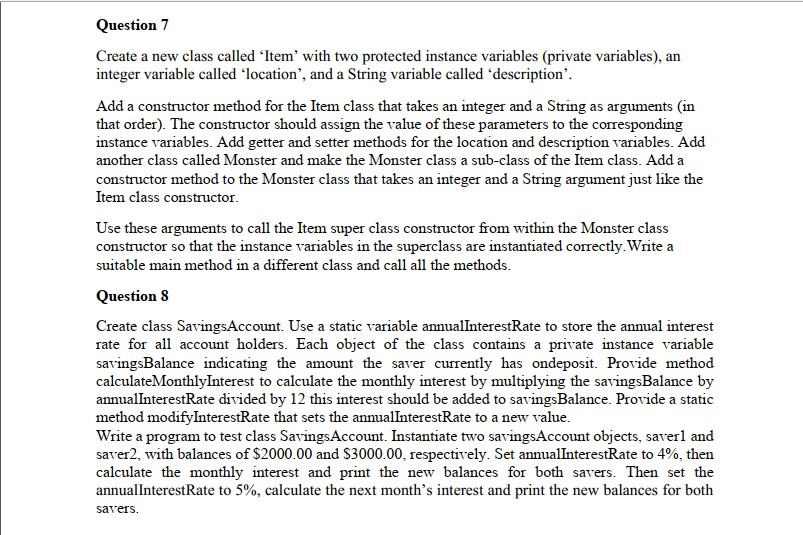 Question 7
Create a new class called ‘Item’ with two protected instance variables (private variables), an
integer variable called ‘location’, and a String variable called ‘description’.
Add a constructor method for the Item class that takes an integer and a String as arguments (in
that order). The constructor should assign the value of these parameters to the corresponding
instance variables. Add getter and setter methods for the location and description variables. Add
another class called Monster and make the Monster class a sub-class of the Item class. Add a
constructor method to the Monster class that takes an integer and a String argument just like the
Item class constructor.
Use these arguments to call the Item super class constructor from within the Monster class
constructor so that the instance variables in the superclass are instantiated correctly.Write a
suitable main method in a different class and call all the methods.
Question 8
Create class SavingsAccount. Use a static variable annualInterestRate to store the annual interest
rate for all account holders. Each object of the class contains a private instance variable
savingsBalance indicating the amount the saver currently has ondeposit. Provide method
calculateMonthlyInterest to calculate the monthly interest by multiplying the savingsBalance by
annualInterestRate divided by 12 this interest should be added to savingsBalance. Provide a static
method modifyInterestRate that sets the annualInterestRate to a new value.
Write a program to test class SavingsAccount. Instantiate two savingsAccount objects, saver1 and
saver2, with balances of $2000.00 and $3000.00, respectively. Set annualInterestRate to 4%, then
calculate the monthly interest and print the new balances for both savers. Then set the
annualInterestRate to 5%, calculate the next month’s interest and print the new balances for both
savers.